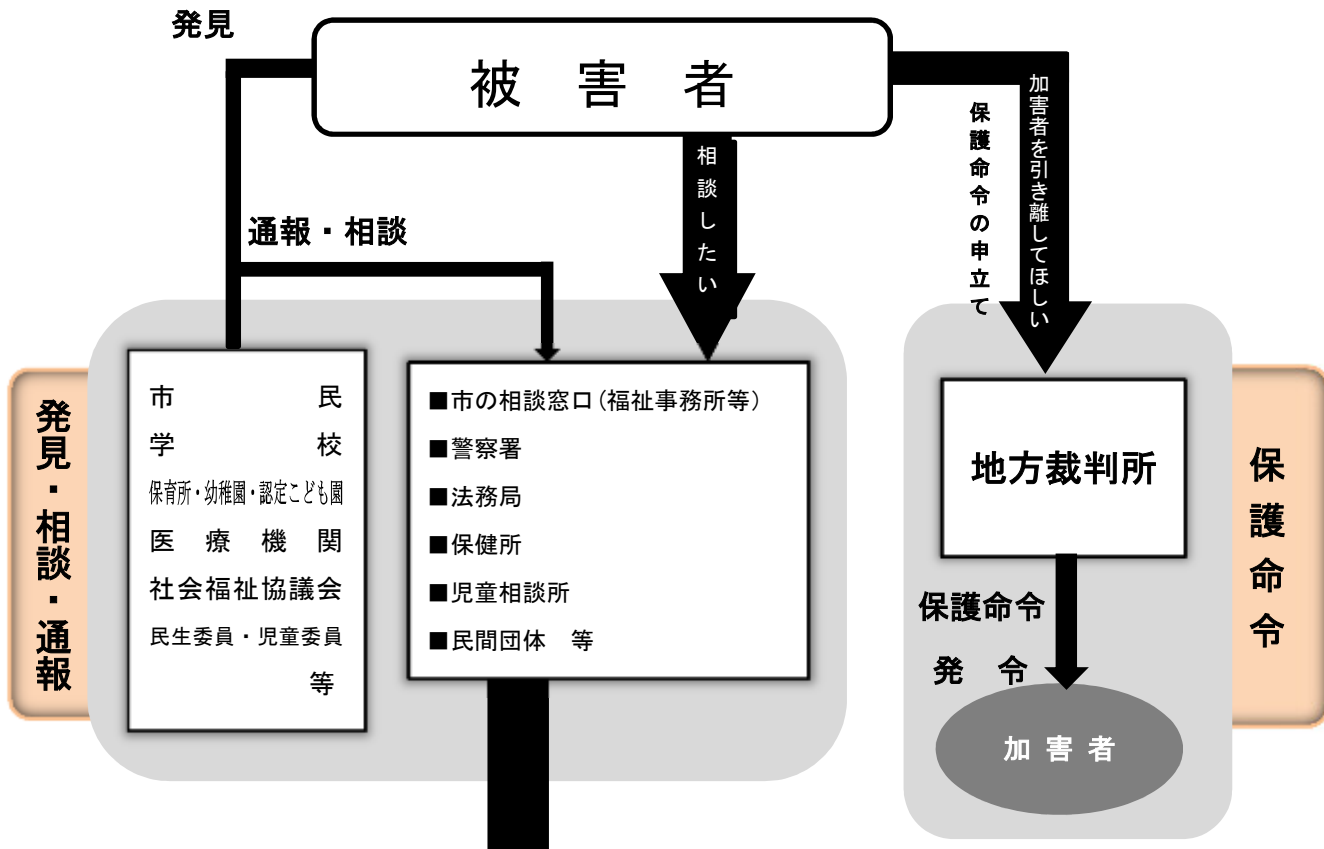 発見
被害者
相談したい
加害者を引き離してほしい
保護命令の申立て
通報・相談
発見・相談・通報
市民
学校
保育所・幼稚園・認定こども園
医療機関
社会福祉協議会
民生委員・児童委員
等
■市の相談窓口(福祉事務所等)
■警察署
■法務局
■保健所
■児童相談所
■民間団体 等
地方裁判所
保護命令
発令
加害者
保護命令